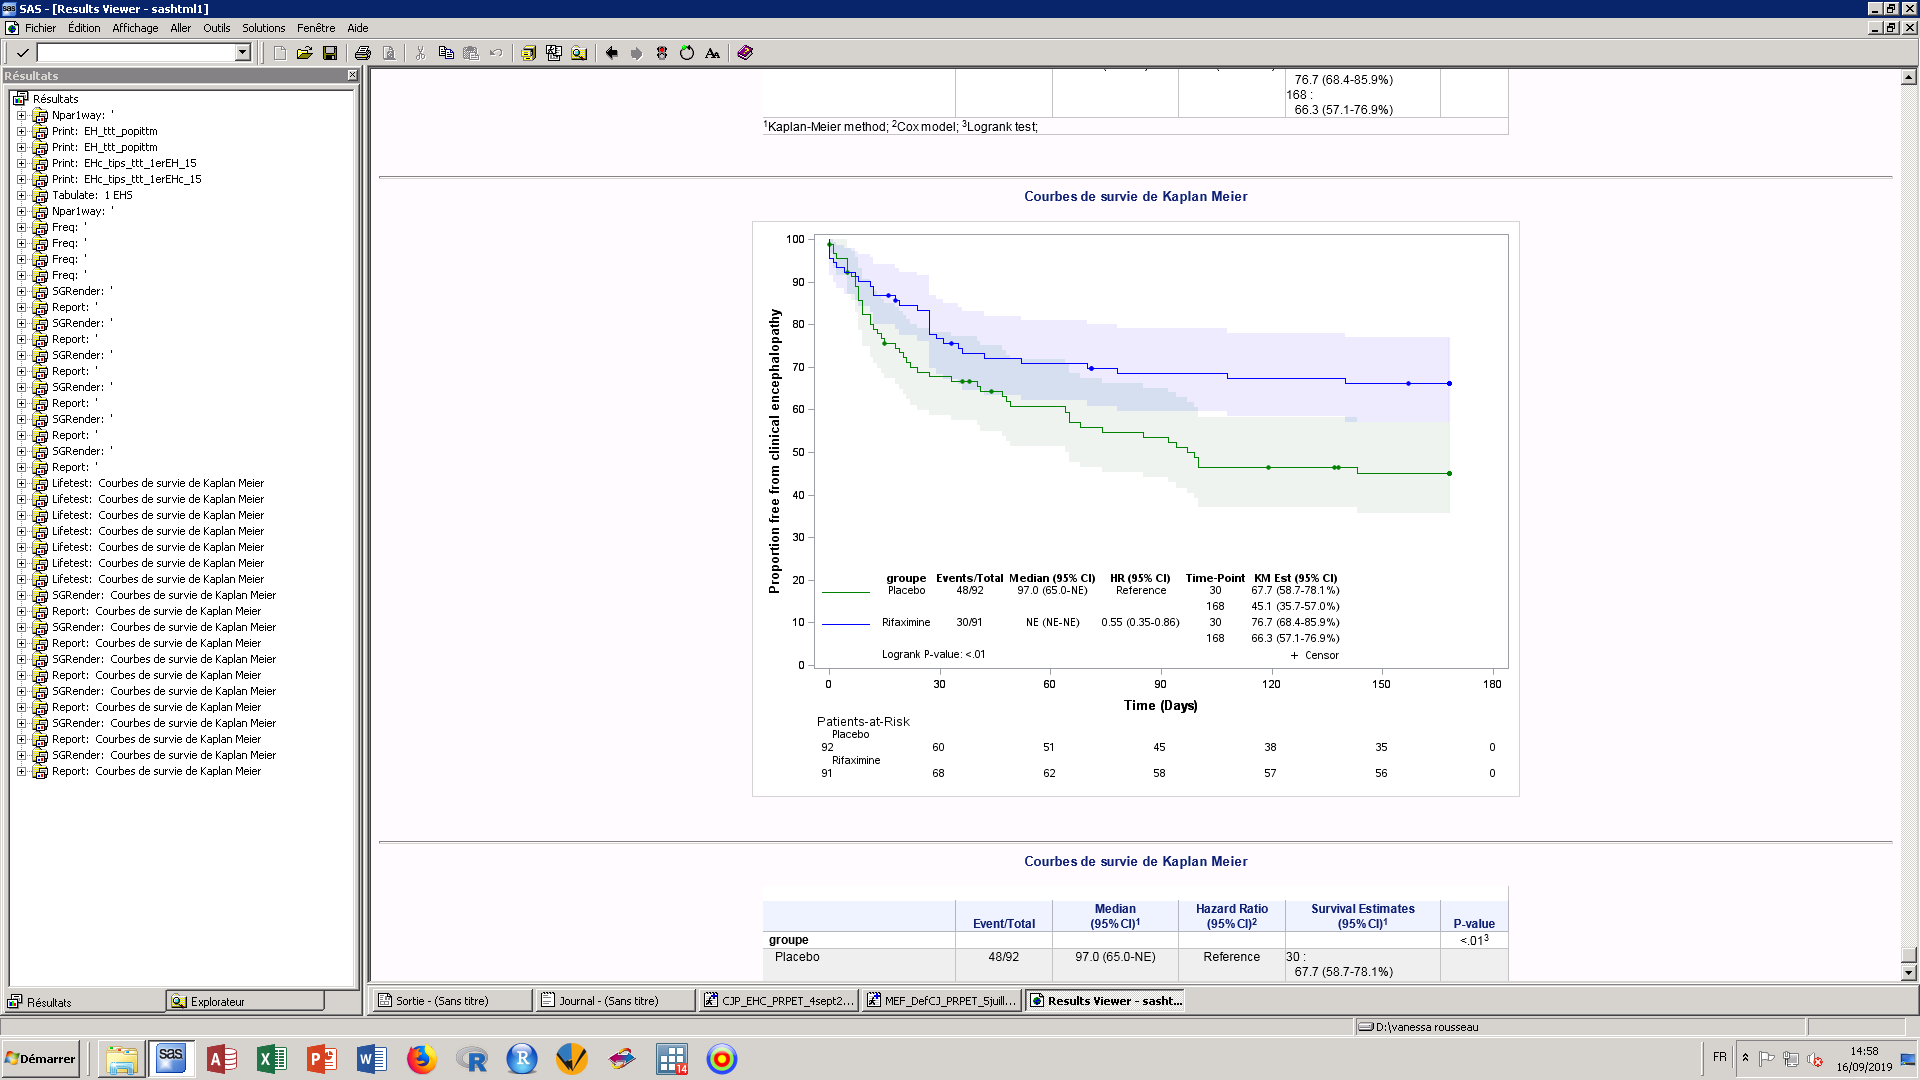 SAS - [Results Viewer - sashtml1]
Fichier Édition Affichage Aller Outils Solutions Fenêtre Aide
Résultats
Résultats
Npar1way: '
Print: EH_ttt_popittm
Print: EH_ttt_popittm
Print: EHc_tips_ttt_1erEH_15
Print: EHc_tips_ttt_1erEHc_15
Tabulate: 1 EHS
Npar1way: '
Freq: '
Freq: '
Freq: '
Freq: '
SGRender: '
Report: '
SGRender: '
Report: '
SGRender: '
Report: '
SGRender: '
Report: '
SGRender: '
Report: '
SGRender: '
Report: '
Lifetest: Courbes de survie de Kaplan Meier
Lifetest: Courbes de survie de Kaplan Meier
Lifetest: Courbes de survie de Kaplan Meier
Lifetest: Courbes de survie de Kaplan Meier
Lifetest: Courbes de survie de Kaplan Meier
Lifetest: Courbes de survie de Kaplan Meier
Lifetest: Courbes de survie de Kaplan Meier
SGRender: Courbes de survie de Kaplan Meier
Report: Courbes de survie de Kaplan Meier
SGRender: Courbes de survie de Kaplan Meier
Report: Courbes de survie de Kaplan Meier
SGRender: Courbes de survie de Kaplan Meier
Report: Courbes de survie de Kaplan Meier
SGRender: Courbes de survie de Kaplan Meier
Report: Courbes de survie de Kaplan Meier
SGRender: Courbes de survie de Kaplan Meier
Report: Courbes de survie de Kaplan Meier
SGRender: Courbes de survie de Kaplan Meier
Report: Courbes de survie de Kaplan Meier
Résultats Explorateur
76.7 (68.4-85.9%)
168 :
66.3 (57.1-76.9%)
¹Kaplan-Meier method; ²Cox model; ³Logrank test;
Courbes de survie de Kaplan Meier
Proportion free from clinical encephalopathy
100
90
80
70
60
50
40
30
20
10
0
groupe Events/Total Median (95% CI) HR (95% CI) Time-Point KM Est (95% CI)
Placebo 48/92 97.0 (65.0-NE) Reference 30 67.7 (58.7-78.1%)
168 45.1 (35.7-57.0%)
Rifaximine 30/91 NE (NE-NE) 0.55 (0.35-0.86) 30 76.7 (68.4-85.9%)
168 66.3 (57.1-76.9%)
Logrank P-value: <.01 + Censor
0 30 60 90 120 150 180
Time (Days)
Patients-at-Risk
Placebo
92 60 51 45 38 35 0
Rifaximine
91 68 62 58 57 56 0
Courbes de survie de Kaplan Meier
Event/Total Median (95% CI)¹ Hazard Ratio (95% CI)² Survival Estimates (95% CI)¹ P-value
groupe <.01³
Placebo 48/92 97.0 (65.0-NE) Reference 30 :
67.7 (58.7-78.1%)
Sortie - (Sans titre) Journal - (Sans titre) CJP_EHC_PRPET_4sept2... MEF_DefCJ_PRPET_5juill... Results Viewer - sasht...
D:\vanessa rousseau
Démarrer sas 14 FR 14:58
16/09/2019